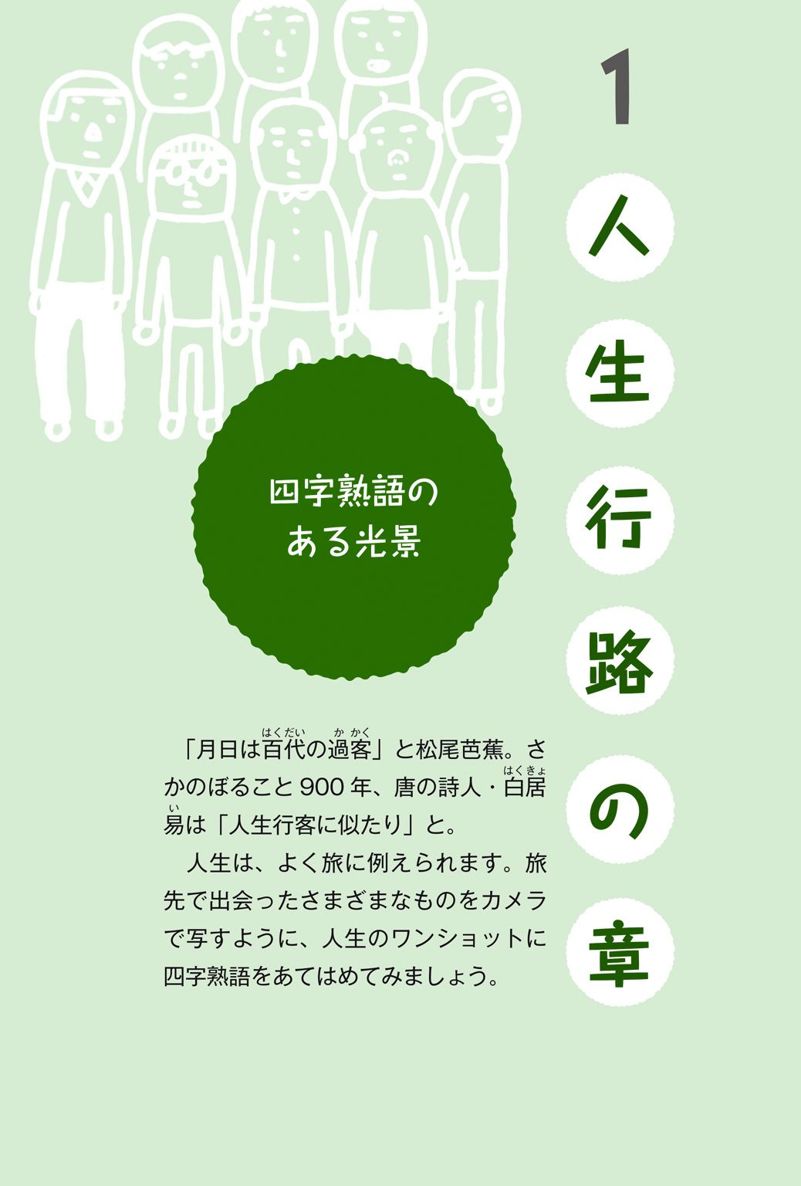 1
人生行路の章
四字熟語の
ある光景
「月日は百代の過客」と松尾芭蕉。さ
はくだい
かかく
かのぼること900年、唐の詩人・白居
はくきょ
易は「人生行客に似たり」と。
い
人生は、よく旅に例えられます。旅
先で出会ったさまざまなものをカメラ
で写すように、人生のワンショットに
四字熟語をあてはめてみましょう。